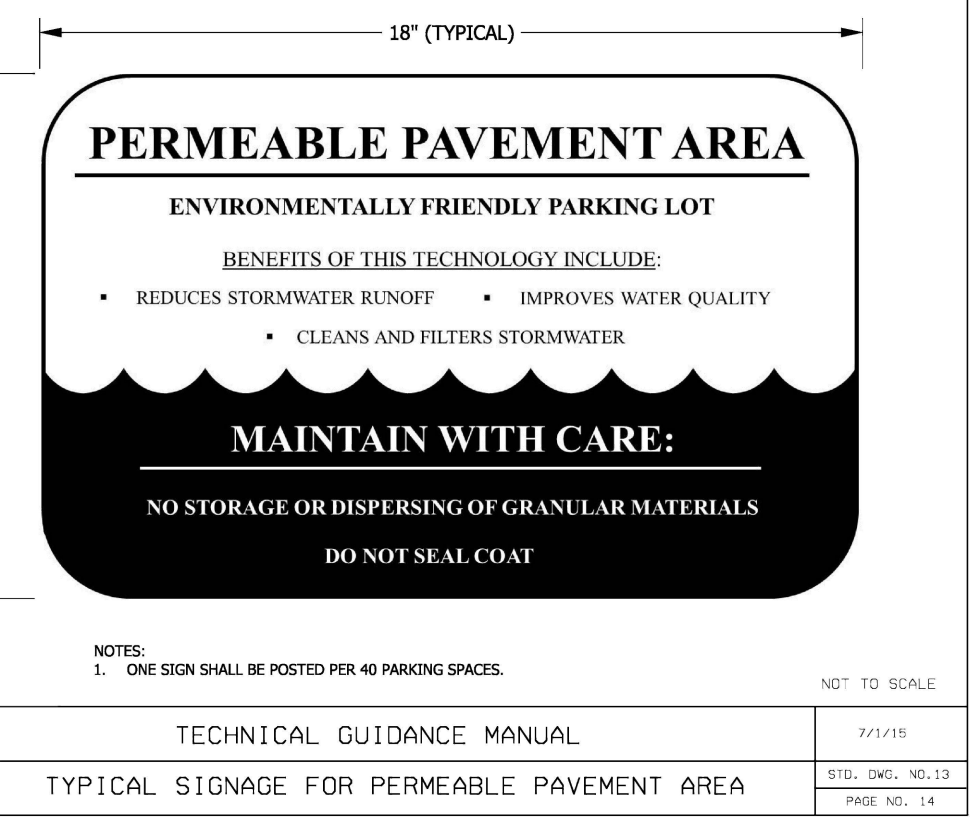 18" (TYPICAL)
PERMEABLE PAVEMENT AREA
ENVIRONMENTALLY FRIENDLY PARKING LOT
BENEFITS OF THIS TECHNOLOGY INCLUDE:
▪ REDUCES STORMWATER RUNOFF ▪ IMPROVES WATER QUALITY
▪ CLEANS AND FILTERS STORMWATER
MAINTAIN WITH CARE:
NO STORAGE OR DISPERSING OF GRANULAR MATERIALS
DO NOT SEAL COAT
NOTES:
1. ONE SIGN SHALL BE POSTED PER 40 PARKING SPACES.
NOT TO SCALE
TECHNICAL GUIDANCE MANUAL
7/1/15
TYPICAL SIGNAGE FOR PERMEABLE PAVEMENT AREA
STD. DWG. NO.13
PAGE NO. 14